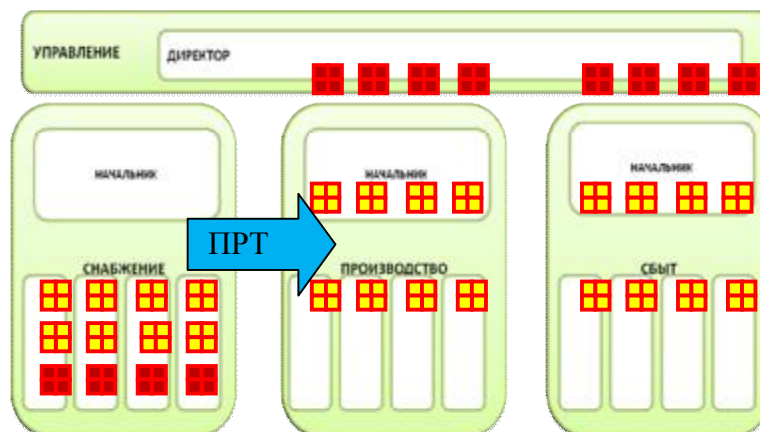 УПРАВЛЕНИЕ
ДИРЕКТОР
НАЧАЛЬНИК
НАЧАЛЬНИК
НАЧАЛЬНИК
ПРТ
СНАБЖЕНИЕ
ПРОИЗВОДСТВО
СБЫТ